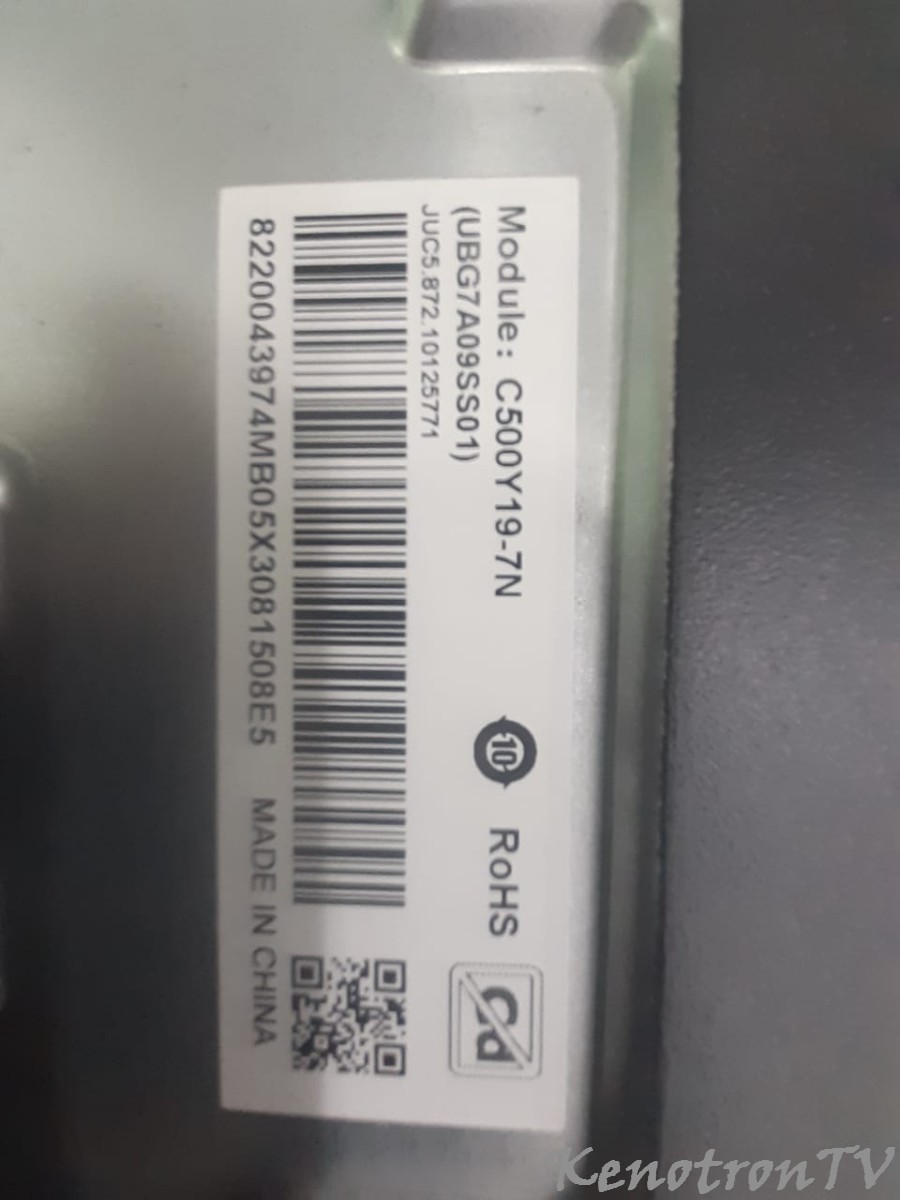 Module: C500Y19-7N
(UBG7A09SS01)
JUC5.872.10125771
10
RoHS
Cd
8220043974MB05X3081508E5 MADE IN CHINA
KenotronTV